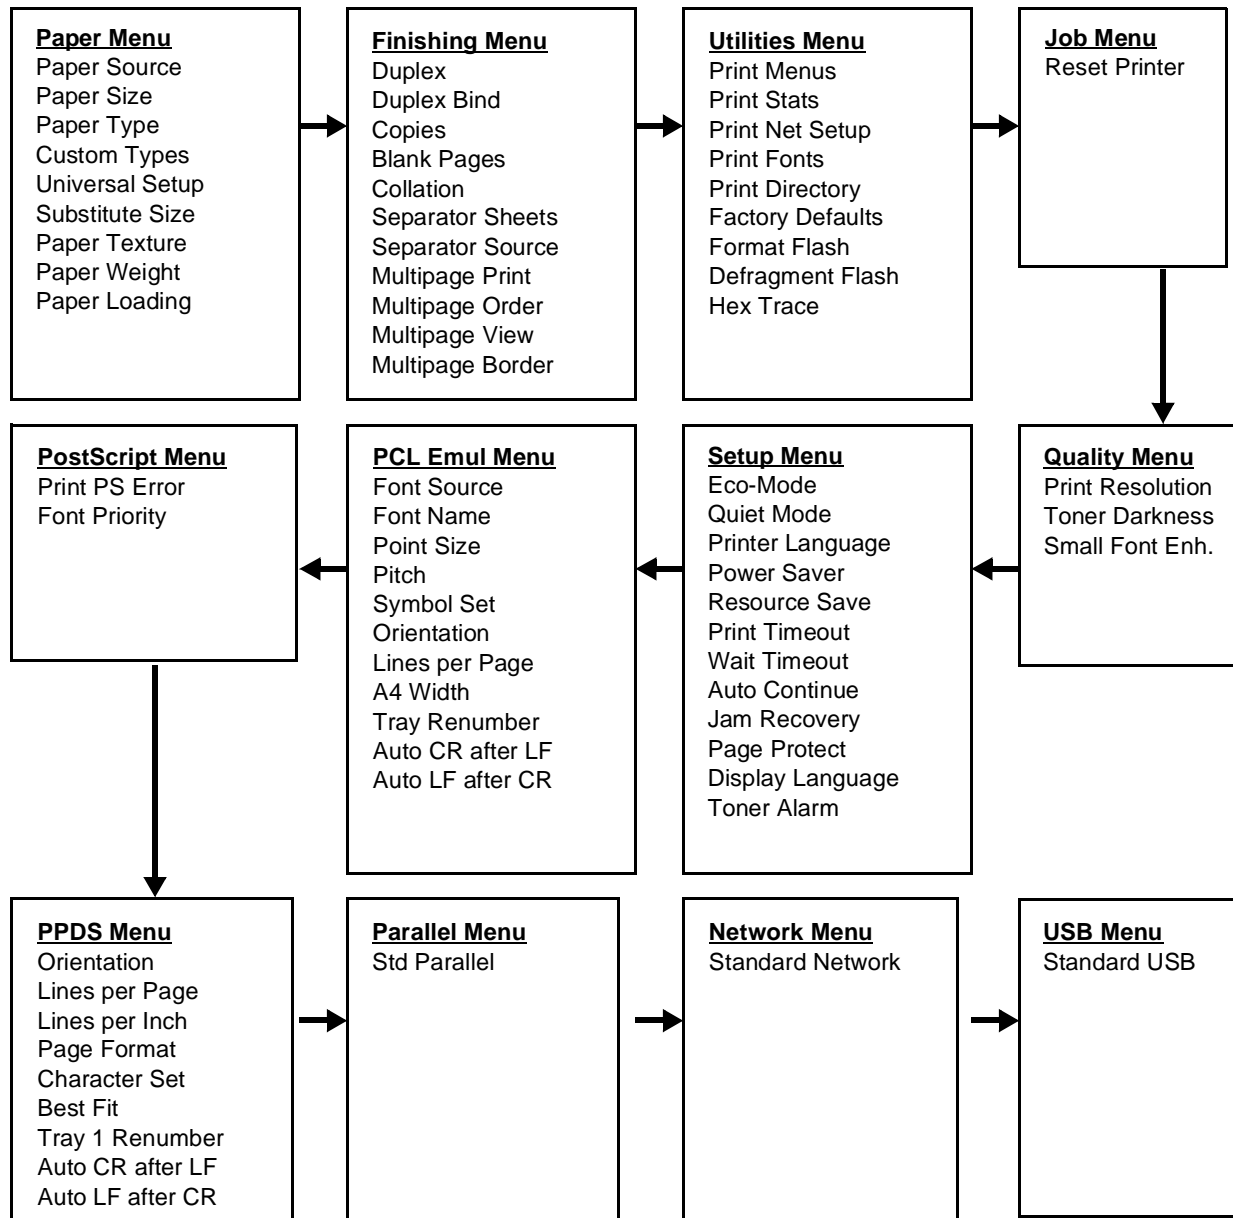 Paper Menu
Paper Source
Paper Size
Paper Type
Custom Types
Universal Setup
Substitute Size
Paper Texture
Paper Weight
Paper Loading
Finishing Menu
Duplex
Duplex Bind
Copies
Blank Pages
Collation
Separator Sheets
Separator Source
Multipage Print
Multipage Order
Multipage View
Multipage Border
Utilities Menu
Print Menus
Print Stats
Print Net Setup
Print Fonts
Print Directory
Factory Defaults
Format Flash
Defragment Flash
Hex Trace
Job Menu
Reset Printer
Quality Menu
Print Resolution
Toner Darkness
Small Font Enh.
Setup Menu
Eco-Mode
Quiet Mode
Printer Language
Power Saver
Resource Save
Print Timeout
Wait Timeout
Auto Continue
Jam Recovery
Page Protect
Display Language
Toner Alarm
PCL Emul Menu
Font Source
Font Name
Point Size
Pitch
Symbol Set
Orientation
Lines per Page
A4 Width
Tray Renumber
Auto CR after LF
Auto LF after CR
PostScript Menu
Print PS Error
Font Priority
PPDS Menu
Orientation
Lines per Page
Lines per Inch
Page Format
Character Set
Best Fit
Tray 1 Renumber
Auto CR after LF
Auto LF after CR
Parallel Menu
Std Parallel
Network Menu
Standard Network
USB Menu
Standard USB